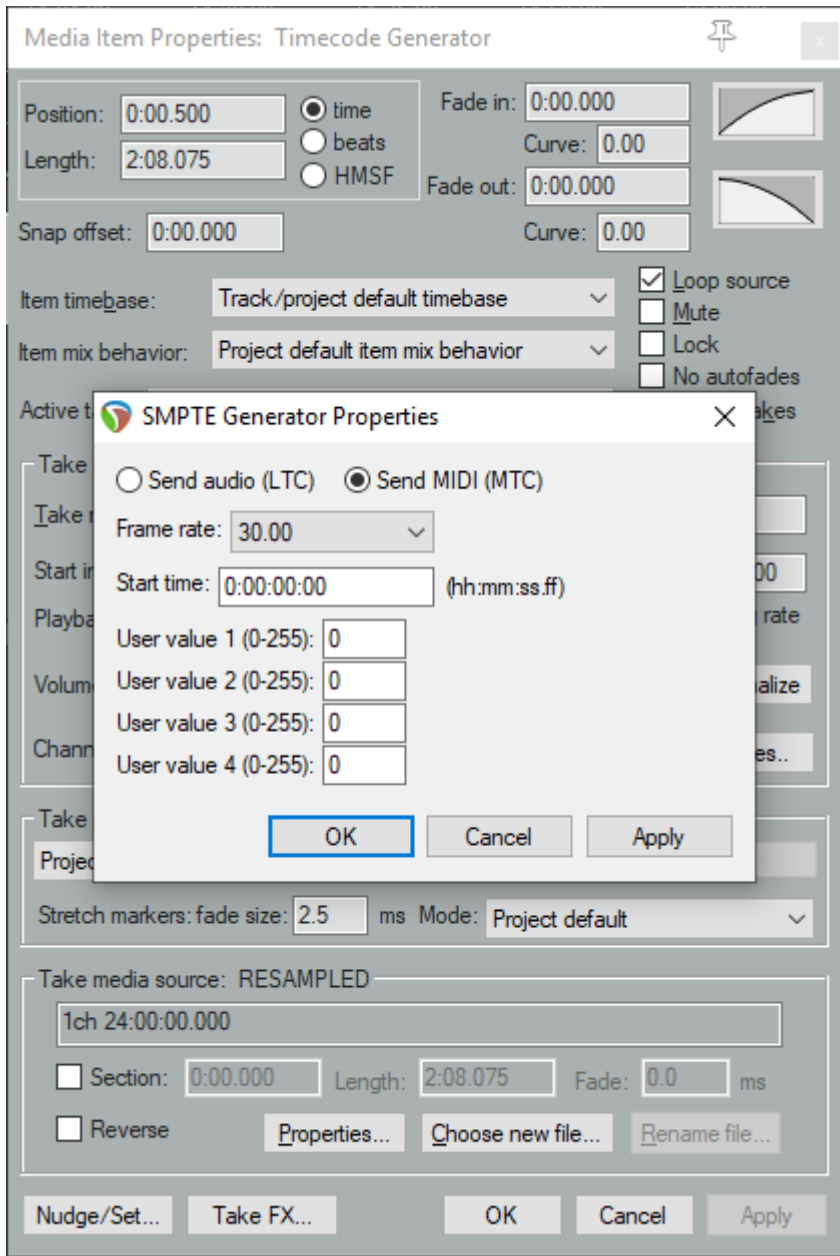 Media Item Properties: Timecode Generator
Position: 0:00.500 time Fade in: 0:00.000
beats Curve: 0.00
Length: 2:08.075 HMSF Fade out: 0:00.000
Snap offset: 0:00.000 Curve: 0.00
Item timebase: Track/project default timebase Loop source
Mute
Item mix behavior: Project default item mix behavior Lock
No autofades
Active
SMPTE Generator Properties
Take
Send audio (LTC) Send MIDI (MTC)
Frame rate: 30.00
Start time: 0:00:00:00 (hh:mm:ss.ff)
Start
rate
User value 1 (0-255): 0
User value 2 (0-255): 0
User value 3 (0-255): 0
User value 4 (0-255): 0
Take
OK Cancel Apply
Stretch markers: fade size: 2.5 ms Mode: Project default
Take media source: RESAMPLED
1ch 24:00:00.000
Section: 0:00.000 Length: 2:08.075 Fade: 0.0 ms
Reverse Properties... Choose new file... Rename file...
Nudge/Set... Take FX... OK Cancel Apply